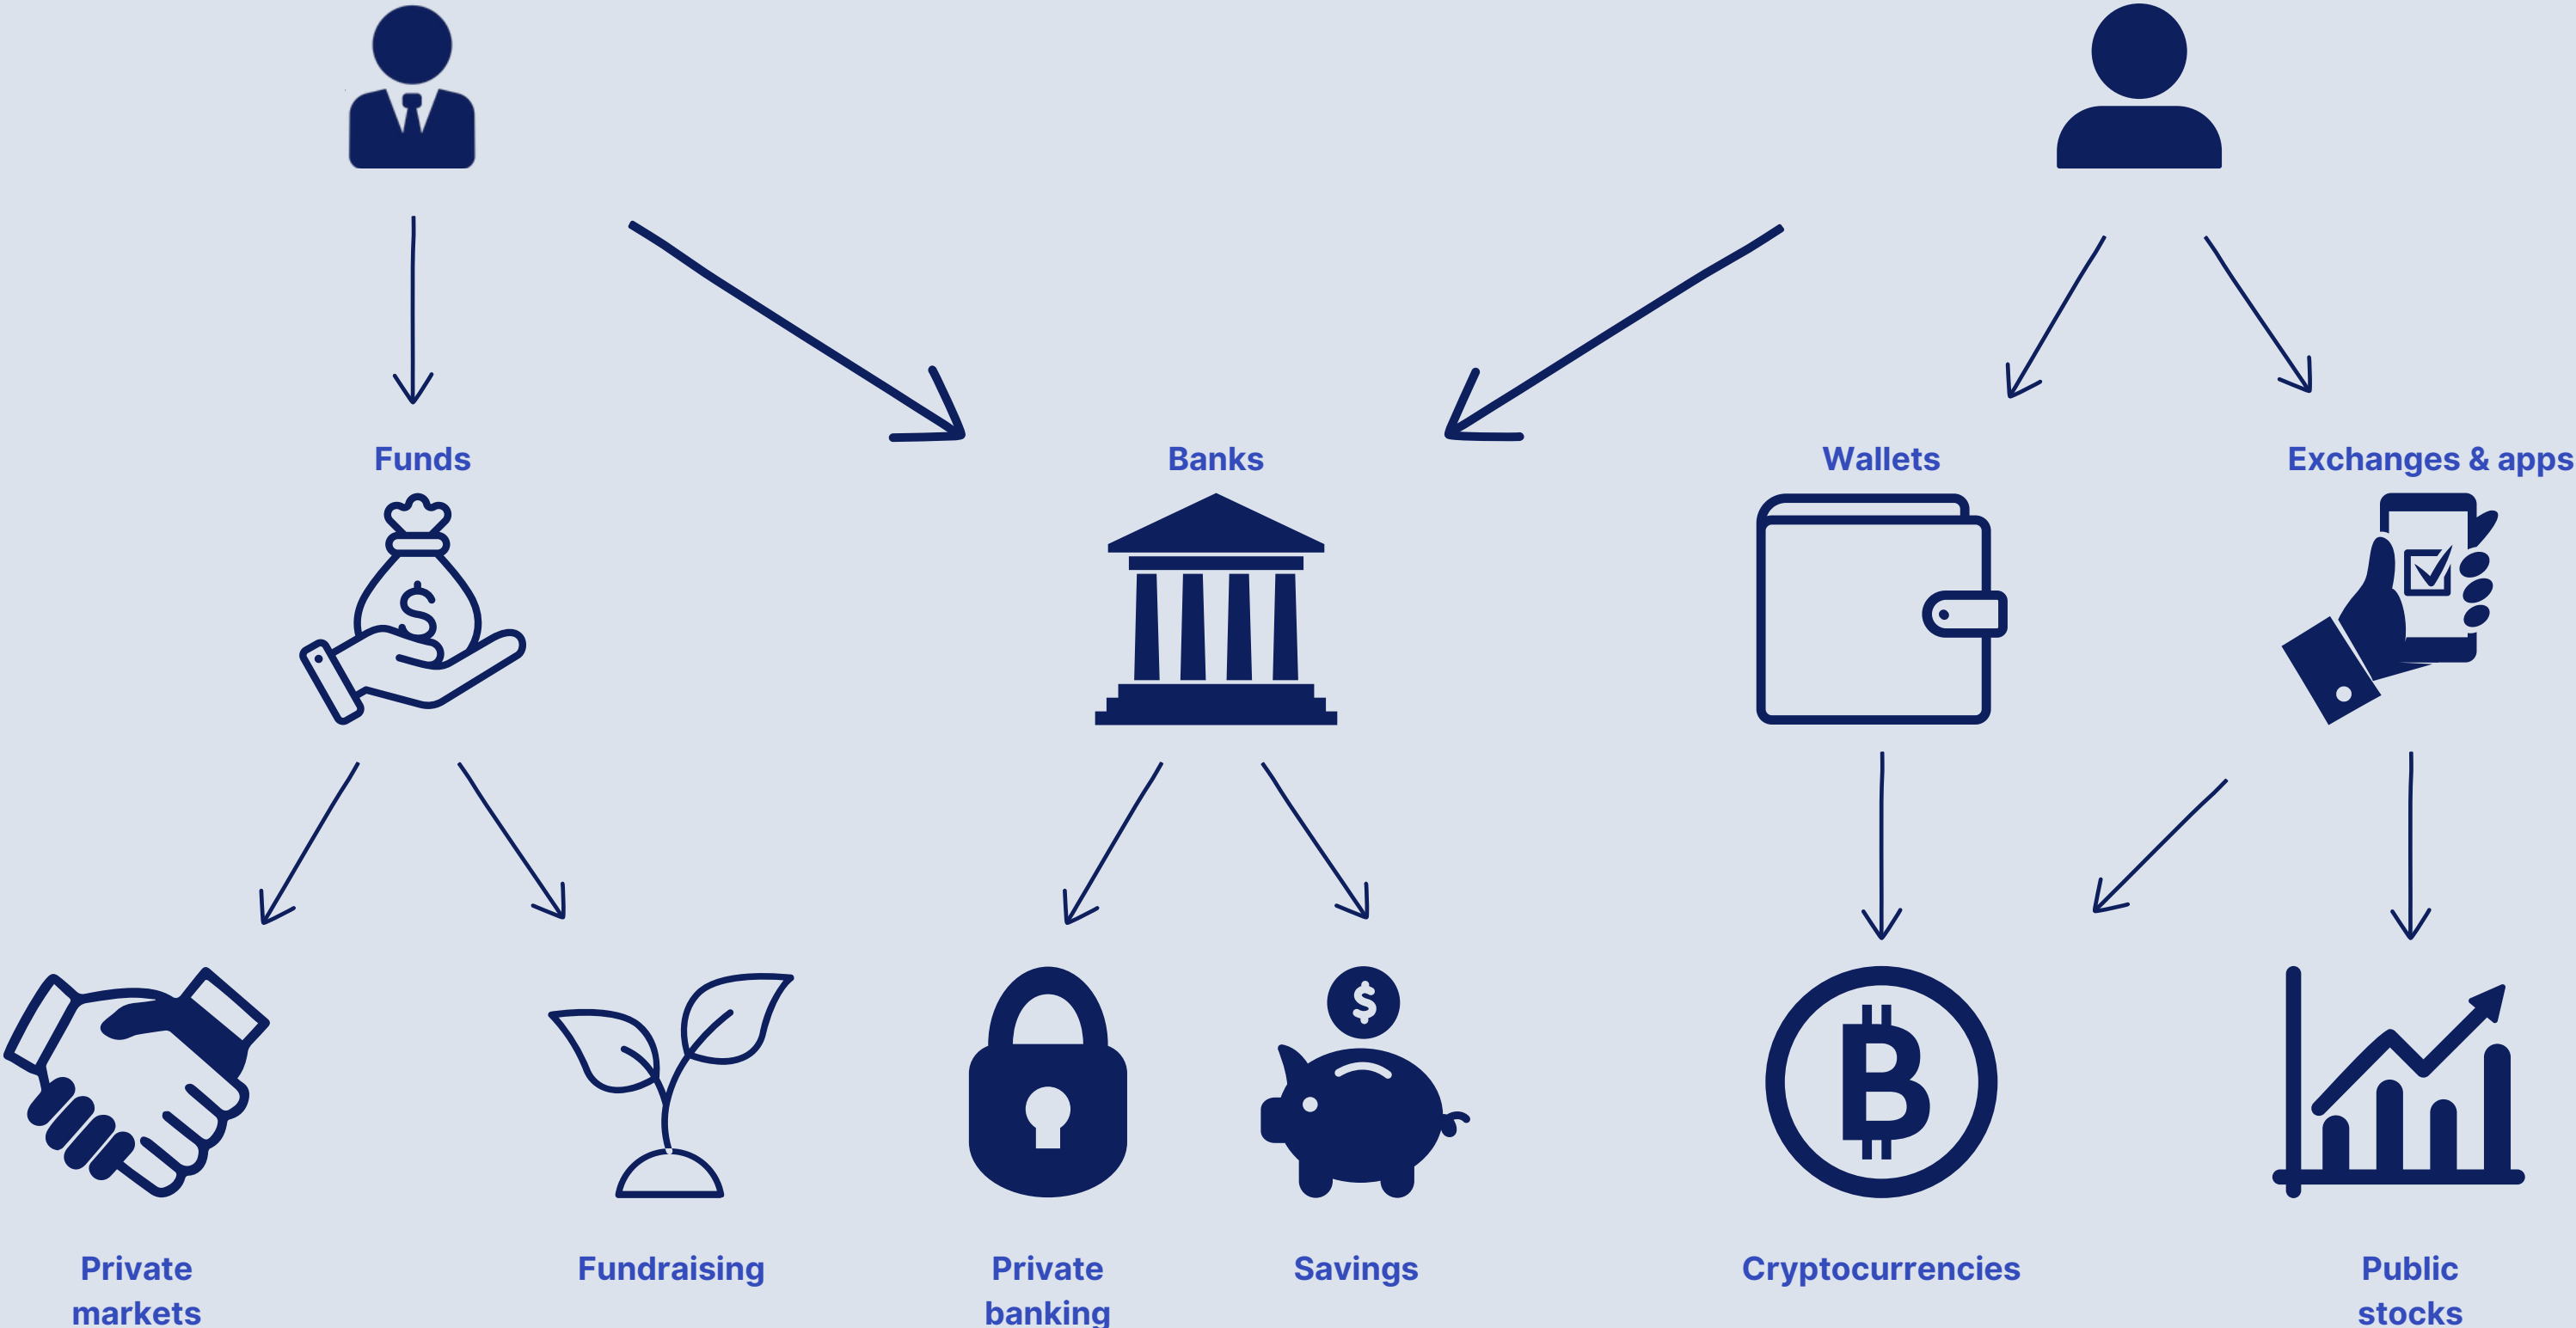 Funds
Banks
Wallets
Exchanges & apps
$
$
B
Private
markets
Fundraising
Private
banking
Savings
Cryptocurrencies
Public
stocks